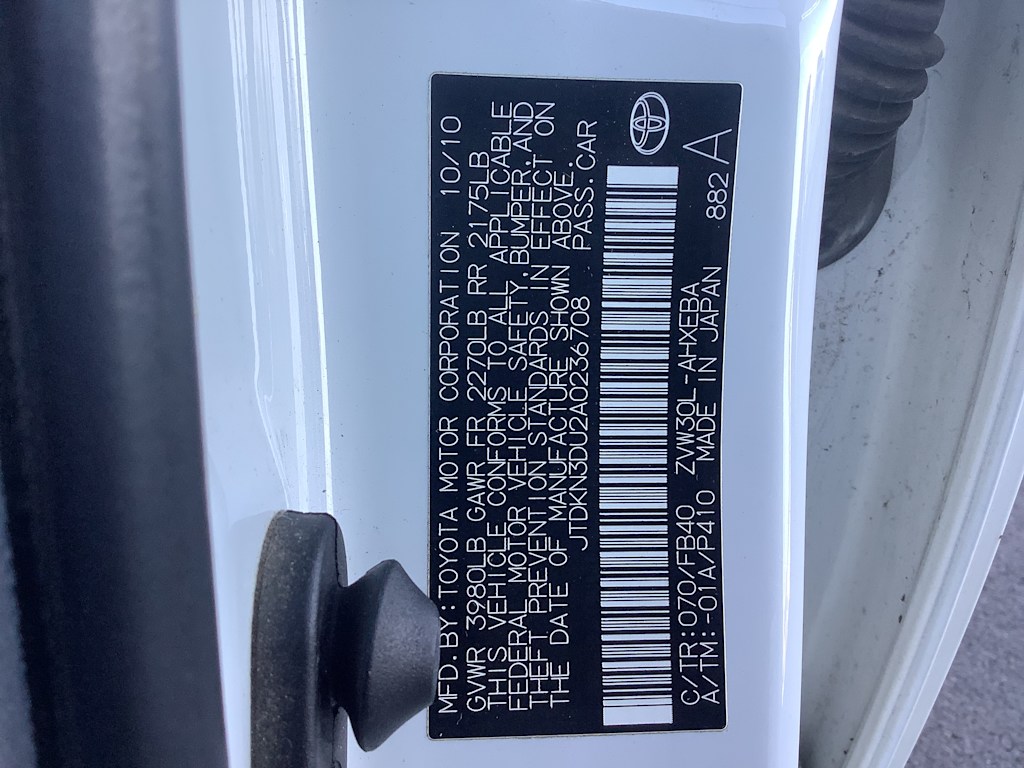 MFD. BY: TOYOTA MOTOR CORPORATION 10/10
GVWR 3980LB GAWR FR 2270LB RR 2175LB
THIS VEHICLE CONFORMS TO ALL APPLICABLE
FEDERAL MOTOR VEHICLE SAFETY, BUMPER, AND
THEFT PREVENTION STANDARDS IN EFFECT ON
THE DATE OF MANUFACTURE SHOWN ABOVE.
JTDKN3DU2A0236708 PASS. CAR
C/TR: 070/FB40 ZVW30L-AHXEBA 882A
A/TM: -01A/P410 MADE IN JAPAN